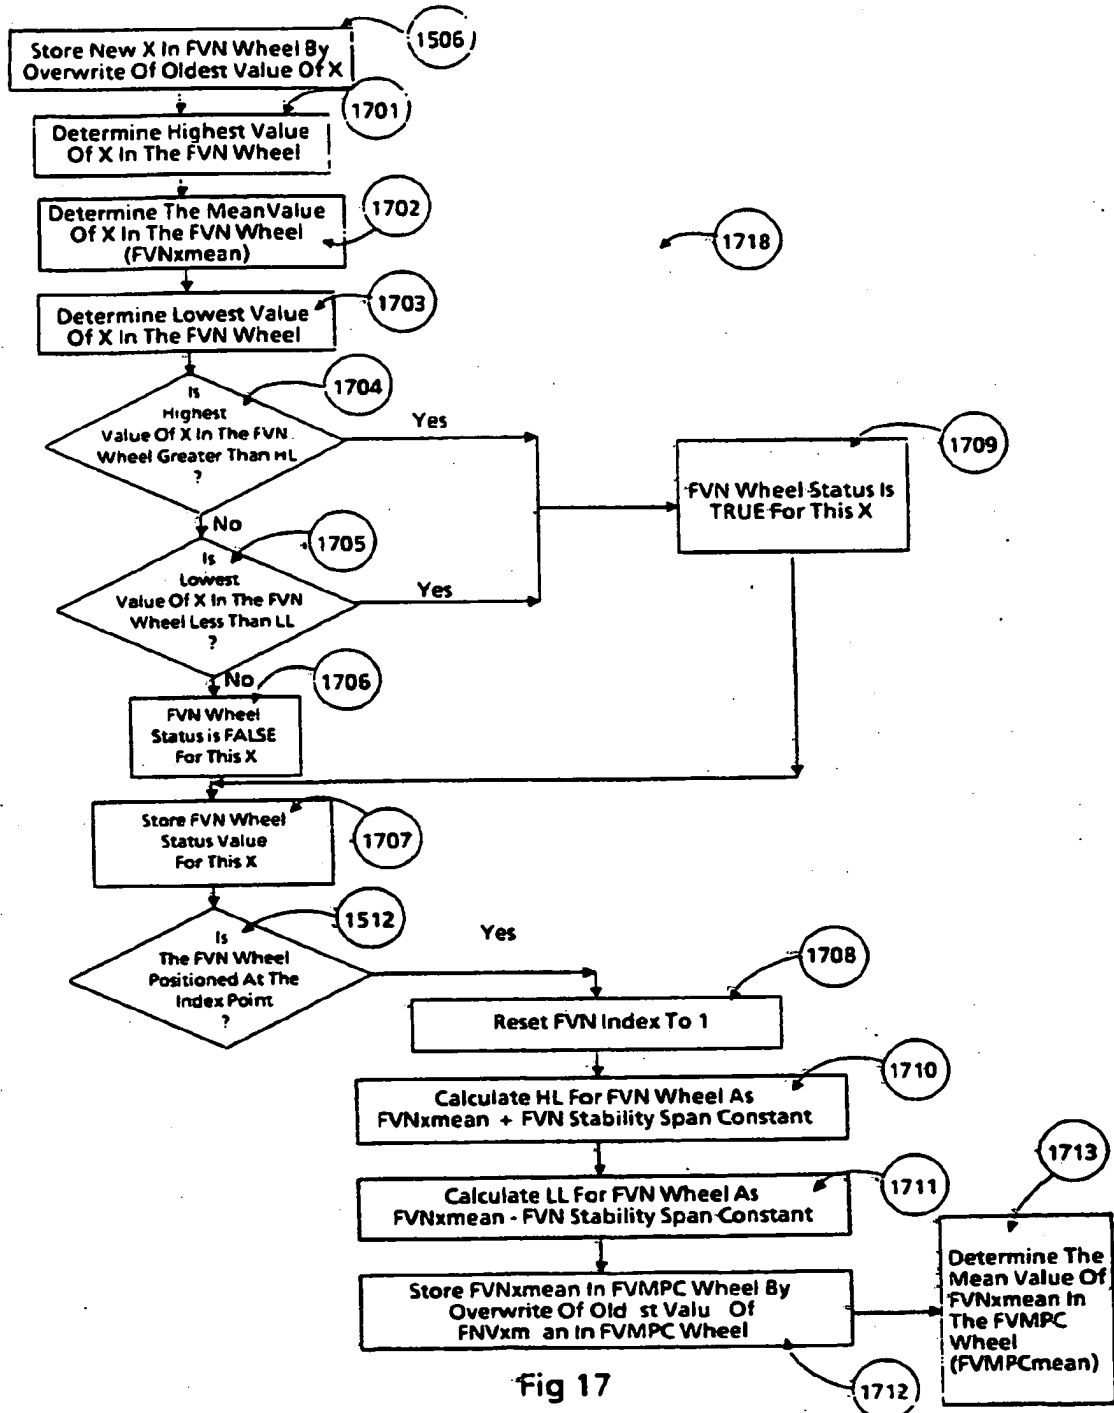 1506
Store New X In FVN Wheel By
Overwrite Of Oldest Value Of X
1701
Determine Highest Value
Of X In The FVN Wheel
1702
Determine The Mean Value
Of X In The FVN Wheel
(FVNxmean)
1718
1703
Determine Lowest Value
Of X In The FVN Wheel
1704
Is
Highest
Value Of X In The FVN
Wheel Greater Than HL
?
Yes
1709
FVN Wheel Status Is
TRUE For This X
No
1705
Is
Lowest
Value Of X In The FVN
Wheel Less Than LL
?
Yes
No
1706
FVN Wheel
Status is FALSE
For This X
Store FVN Wheel
Status Value
For This X
1707
1512
Is
The FVN Wheel
Positioned At The
Index Point
?
Yes
1708
Reset FVN Index To 1
1710
Calculate HL For FVN Wheel As
FVNxmean + FVN Stability Span Constant
1711
Calculate LL For FVN Wheel As
FVNxmean - FVN Stability Span Constant
1713
Store FVNxmean In FVMPC Wheel By
Overwrite Of Old st Valu Of
FNVxm an In FVMPC Wheel
Determine The
Mean Value Of
FVNxmean In
The FVMPC
Wheel
(FVMPCmean)
1712
Fig 17